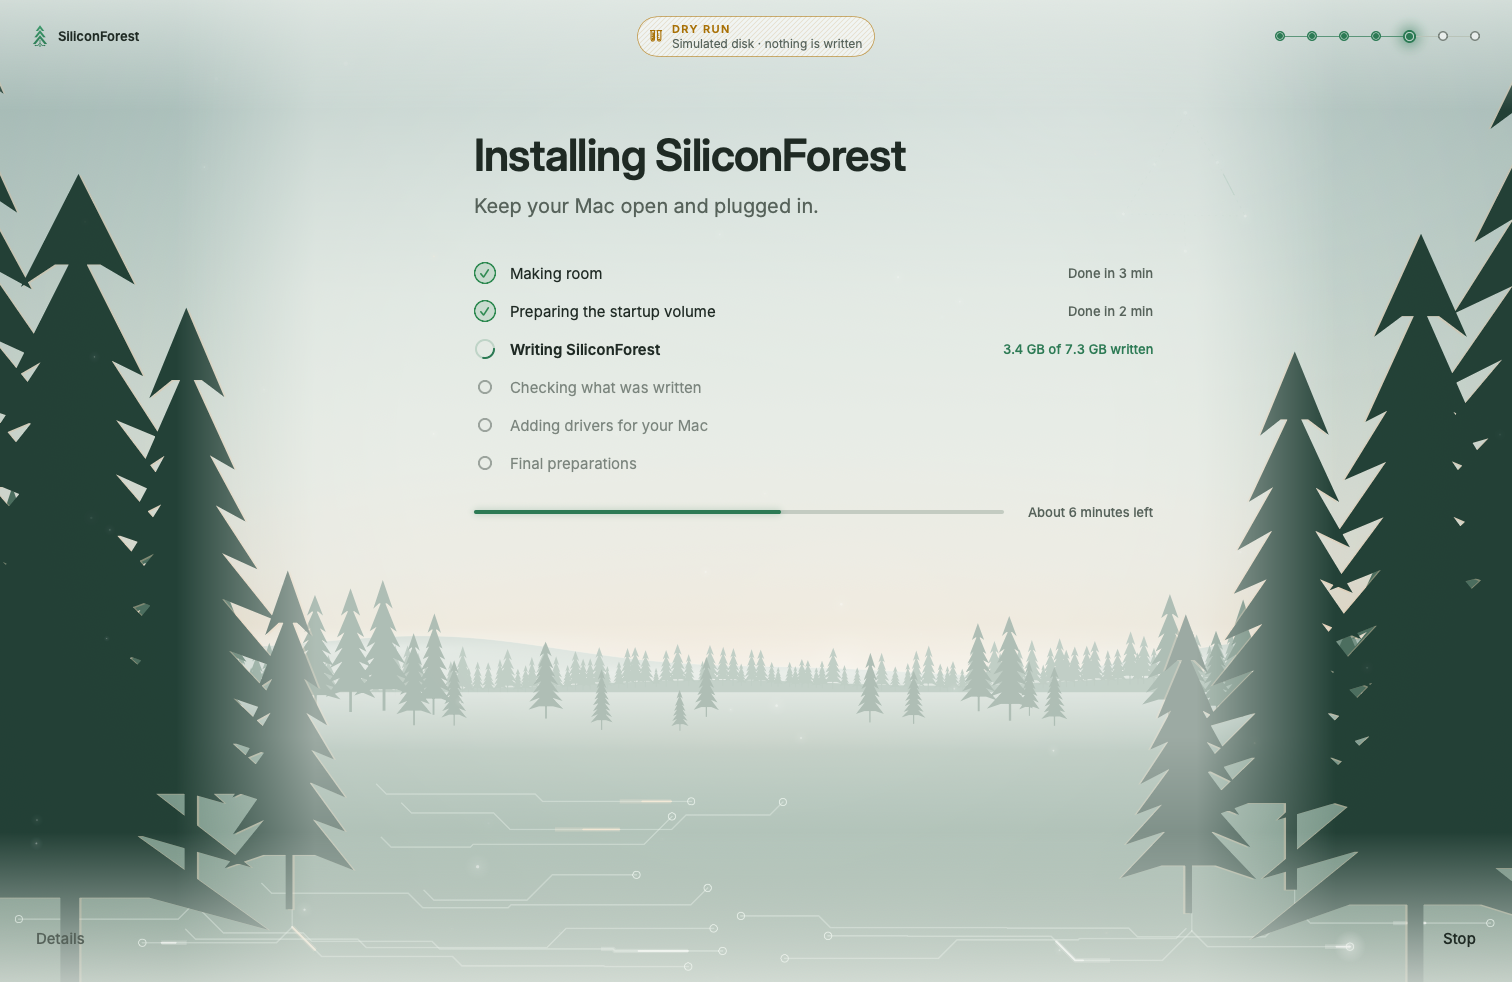 SiliconForest
DRY RUN
Simulated disk · nothing is written
Installing SiliconForest
Keep your Mac open and plugged in.
Making room
Done in 3 min
Preparing the startup volume
Done in 2 min
Writing SiliconForest
3.4 GB of 7.3 GB written
Checking what was written
Adding drivers for your Mac
Final preparations
About 6 minutes left
Details
Stop